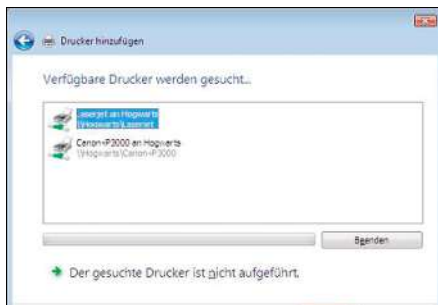 Drucker hinzufügen
Verfügbare Drucker werden gesucht...
Laserjet an Hogwarts
\\Hogwarts\Laserjet
Canon-iP3000 an Hogwarts
\\Hogwarts\Canon-iP3000
Beenden
Der gesuchte Drucker ist nicht aufgeführt.